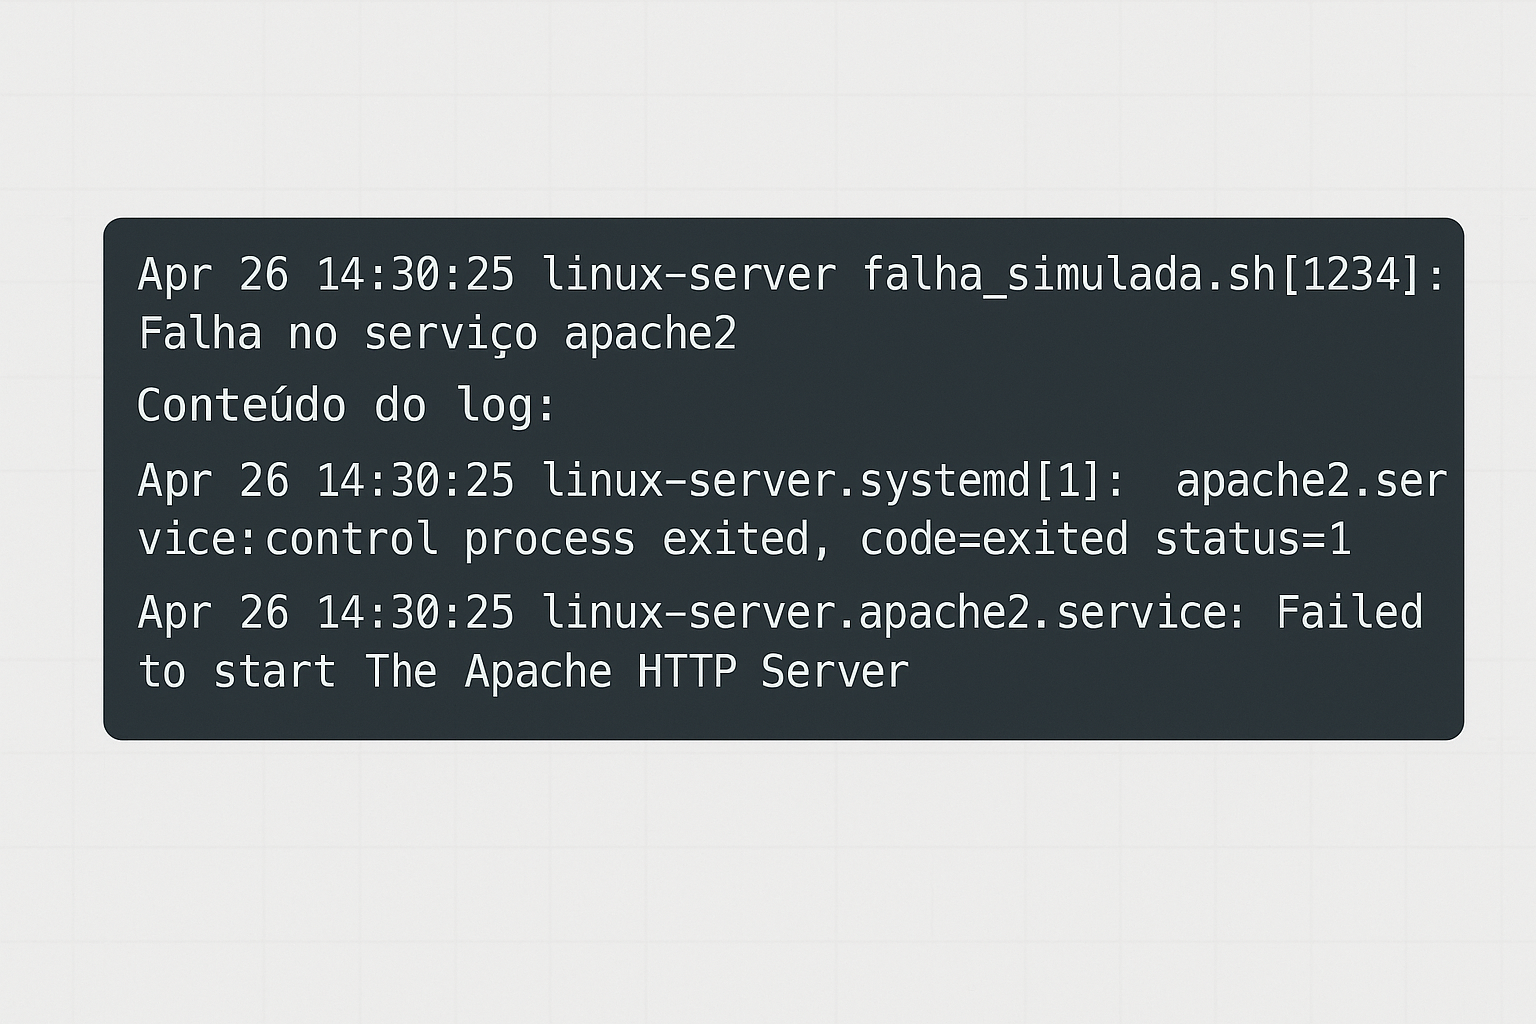 Apr 26 14:30:25 linux-server falha_simulada.sh[1234]:
Falha no serviço apache2
Conteúdo do log:
Apr 26 14:30:25 linux-server.systemd[1]:  apache2.ser
vice:control process exited, code=exited status=1
Apr 26 14:30:25 linux-server.apache2.service: Failed
to start The Apache HTTP Server